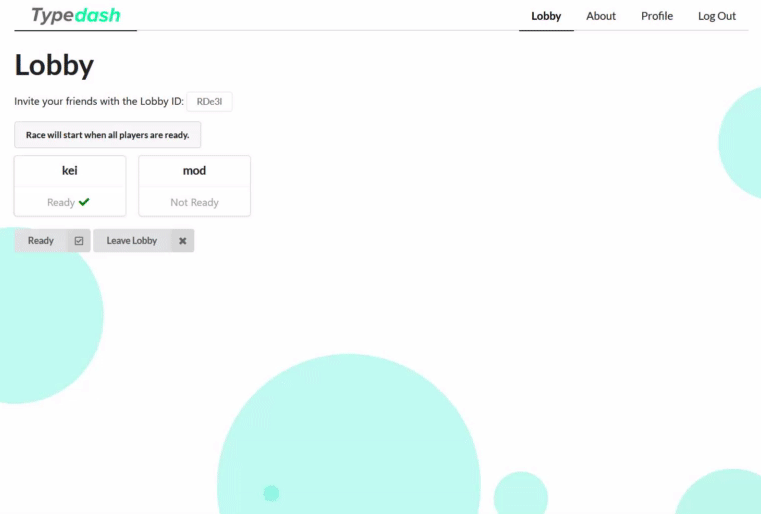 Typedash
Lobby About Profile Log Out
Lobby
Invite your friends with the Lobby ID: RDe3l
Race will start when all players are ready.
kei mod
Ready Not Ready
Ready Leave Lobby